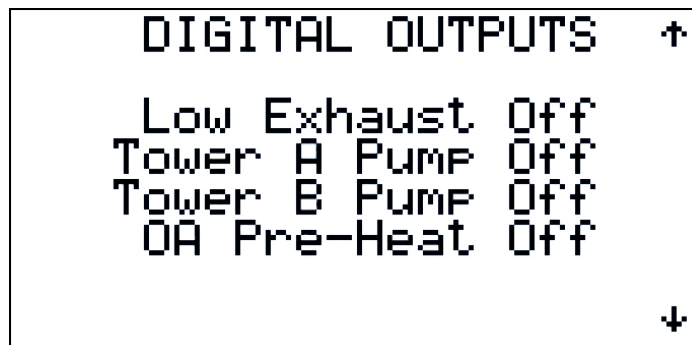 DIGITAL OUTPUTS ↑
Low Exhaust Off
Tower A Pump Off
Tower B Pump Off
OA Pre-Heat Off
↓